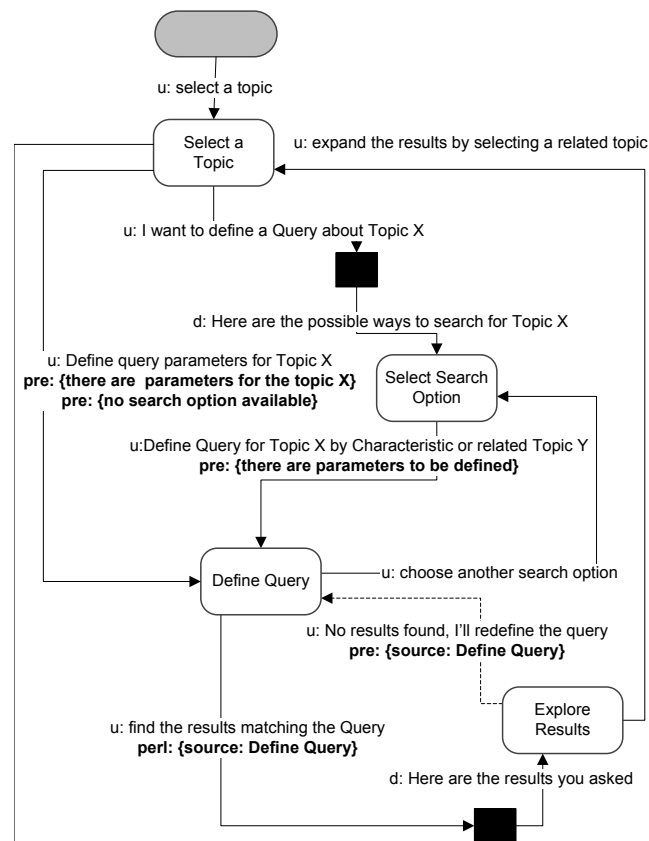 u: select a topic
Select a
Topic
u: expand the results by selecting a related topic
u: I want to define a Query about Topic X
d: Here are the possible ways to search for Topic X
u: Define query parameters for Topic X
pre: {there are parameters for the topic X}
pre: {no search option available}
Select Search
Option
u:Define Query for Topic X by Characteristic or related Topic Y
pre: {there are parameters to be defined}
Define Query
u: choose another search option
u: No results found, I'll redefine the query
pre: {source: Define Query}
Explore
Results
u: find the results matching the Query
perl: {source: Define Query}
d: Here are the results you asked